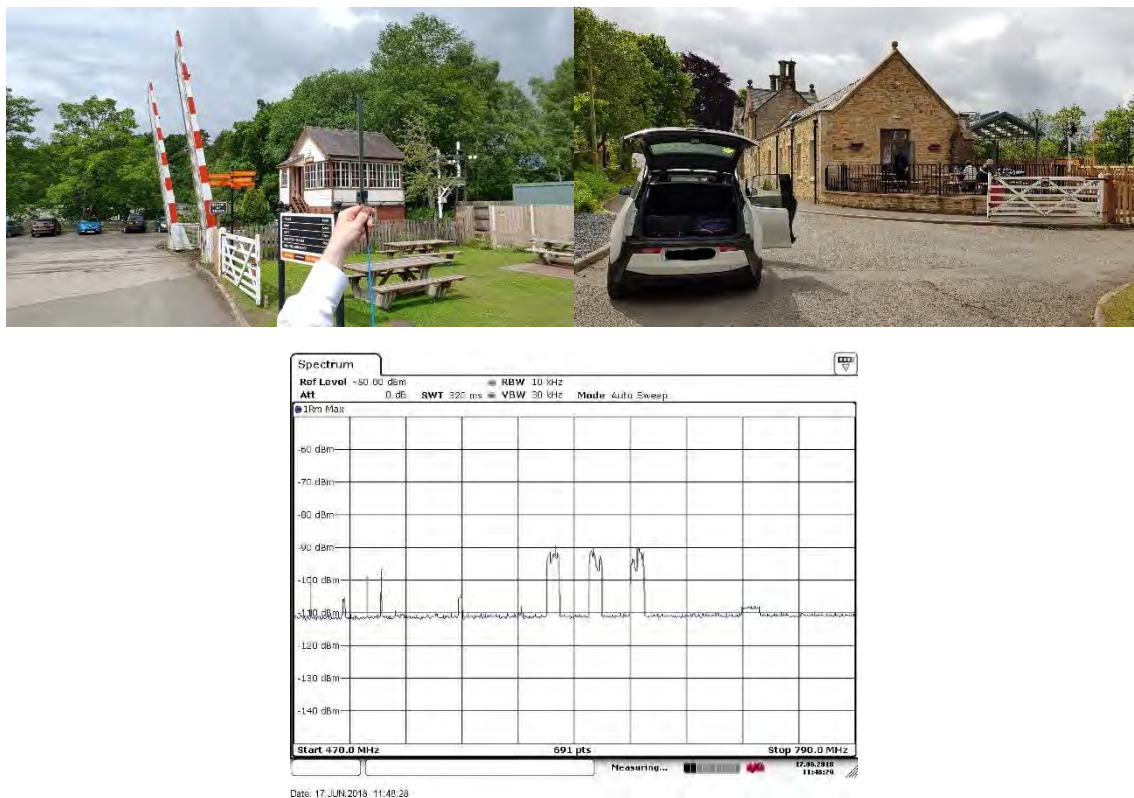 Spectrum
Ref Level -50.00 dBm RBW 10 kHz
Att 0 dB SWT 320 ms VBW 30 kHz Mode Auto Sweep
1Rm Max
-60 dBm
-70 dBm
-80 dBm
-90 dBm
-100 dBm
-110 dBm
-120 dBm
-130 dBm
-140 dBm
Start 470.0 MHz 691 pts Stop 790.0 MHz
Measuring... 17.06.2018
11:48:29
Date: 17.JUN.2018 11:48:28